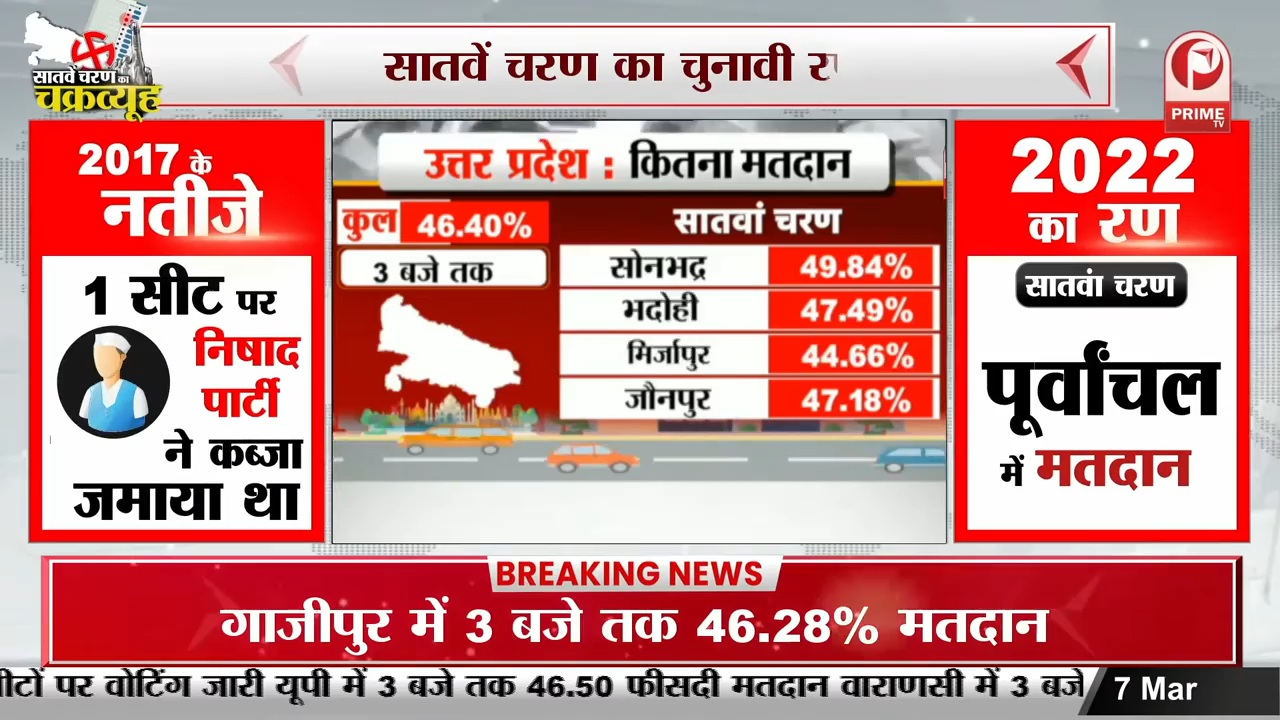 सातवें चरण का
चक्रव्यूह
सातवें चरण का चुनावी
PRIME
TV
2017 के
नतीजे
1 सीट पर
निषाद
पार्टी
ने कब्जा
जमाया था
उत्तर प्रदेश : कितना मतदान
कुल 46.40%
3 बजे तक
सातवां चरण
सोनभद्र 49.84%
भदोही 47.49%
मिर्जापुर 44.66%
जौनपुर 47.18%
2022
का रण
सातवां चरण
पूर्वांचल
में मतदान
BREAKING NEWS
गाजीपुर में 3 बजे तक 46.28% मतदान
पर वोटिंग जारी यूपी में 3 बजे तक 46.50 फीसदी मतदान वाराणसी में 3 बजे
7 Mar